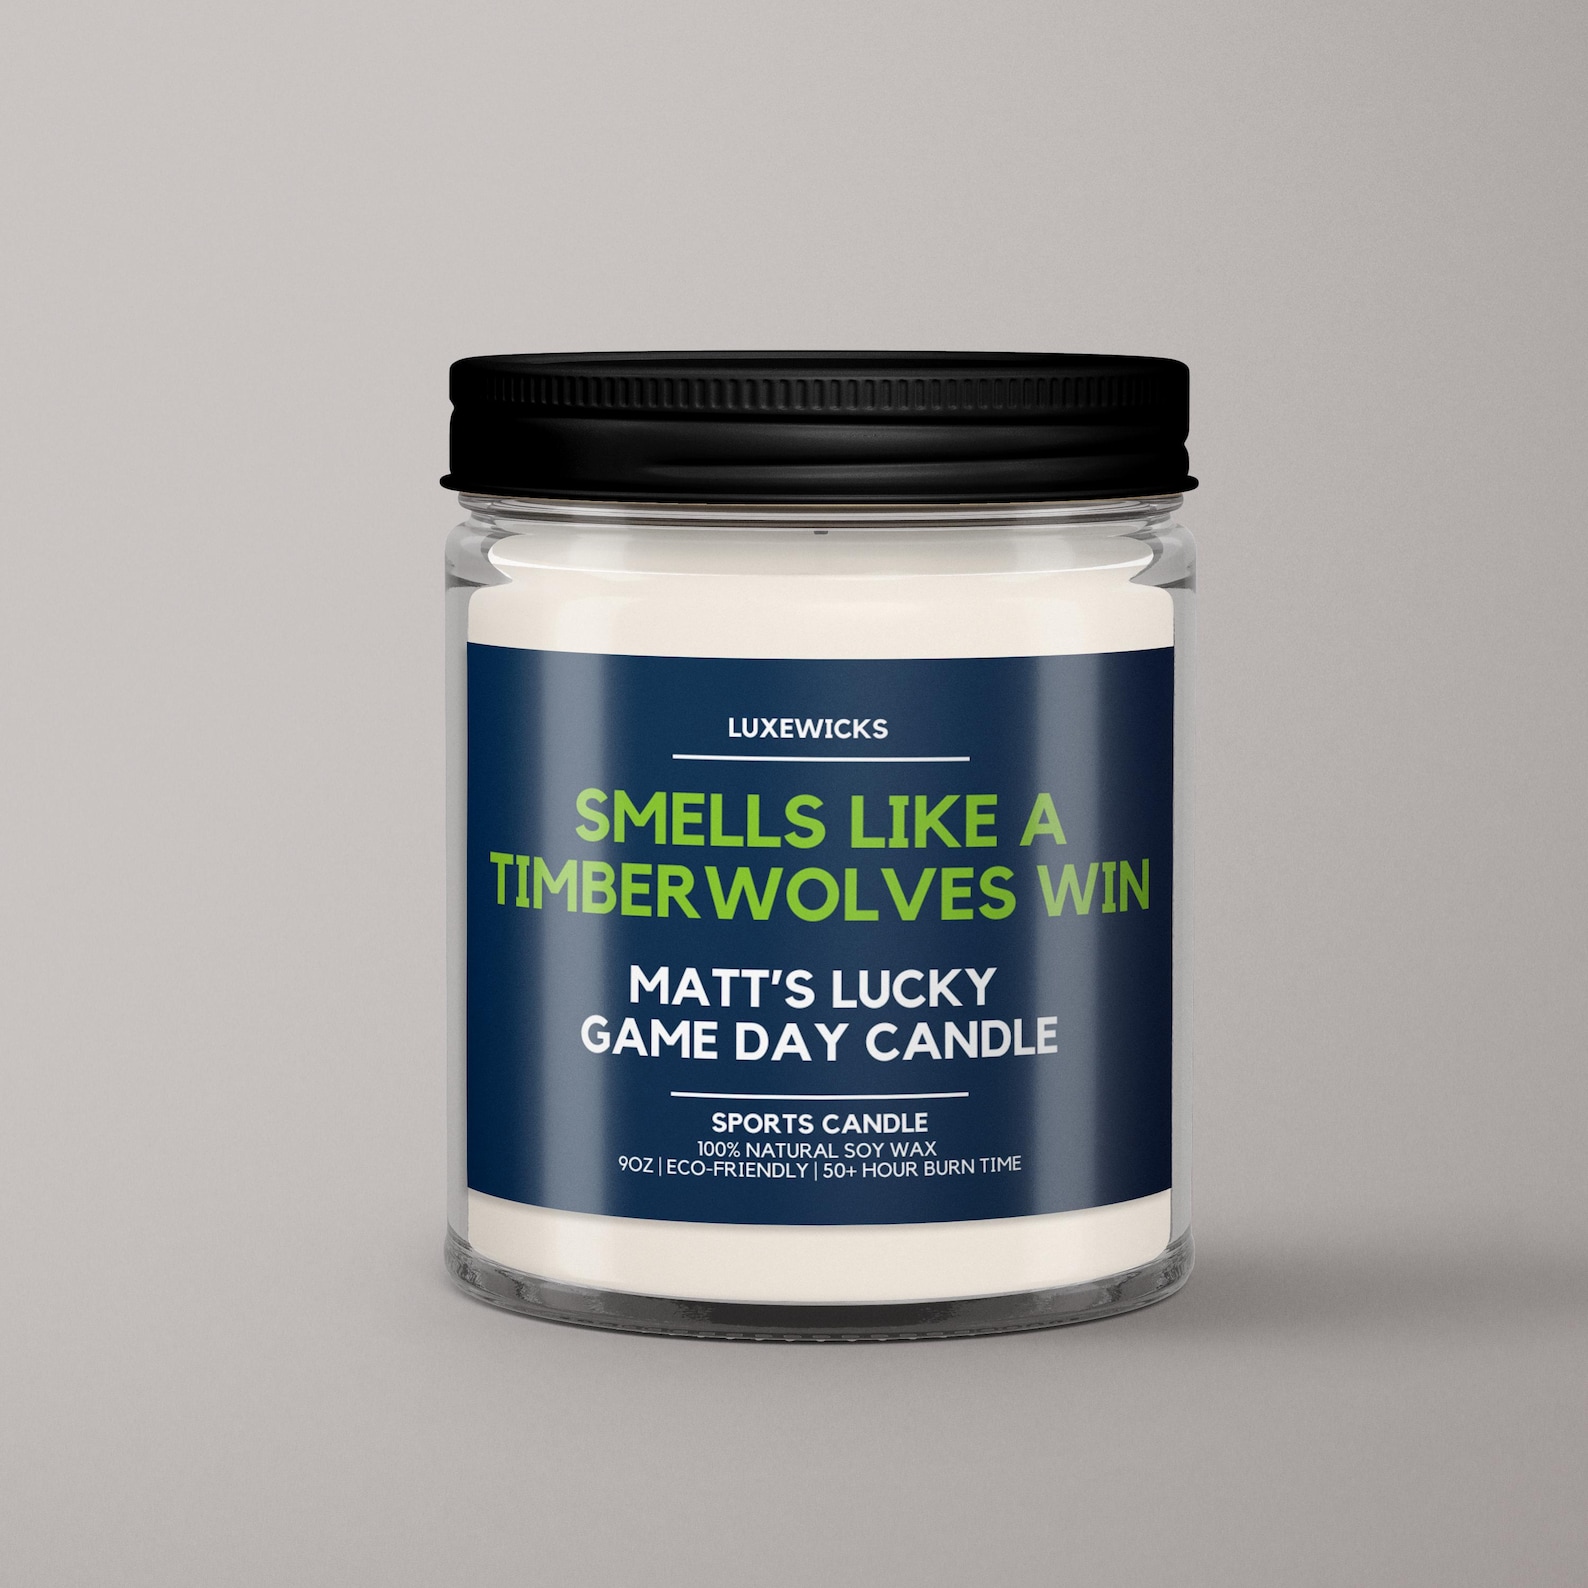 LUXEWICKS
SMELLS LIKE A
TIMBERWOLVES WIN
MATT'S LUCKY
GAME DAY CANDLE
SPORTS CANDLE
100% NATURAL SOY WAX
9OZ | ECO-FRIENDLY | 50+ HOUR BURN TIME